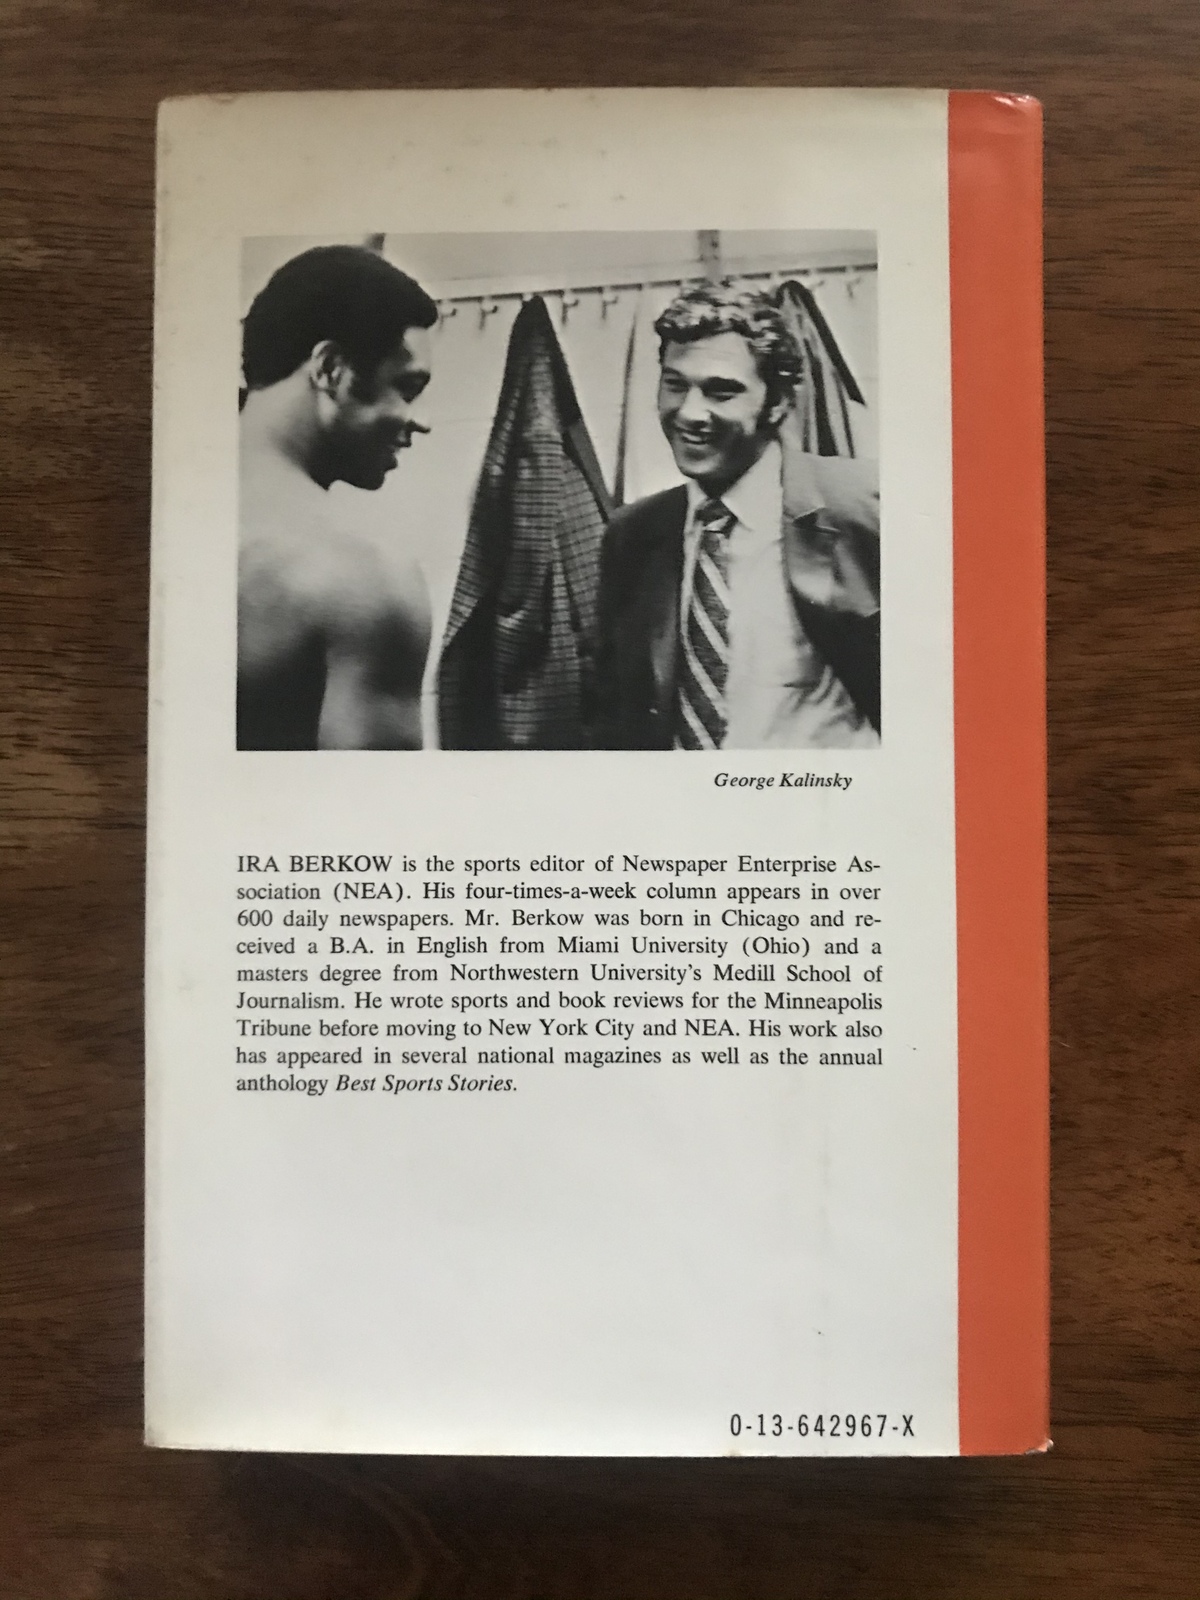 George Kalinsky
IRA BERKOW is the sports editor of Newspaper Enterprise As-
sociation (NEA). His four-times-a-week column appears in over
600 daily newspapers. Mr. Berkow was born in Chicago and re-
ceived a B.A. in English from Miami University (Ohio) and a
masters degree from Northwestern University's Medill School of
Journalism. He wrote sports and book reviews for the Minneapolis
Tribune before moving to New York City and NEA. His work also
has appeared in several national magazines as well as the annual
anthology Best Sports Stories.
0-13-642967-X